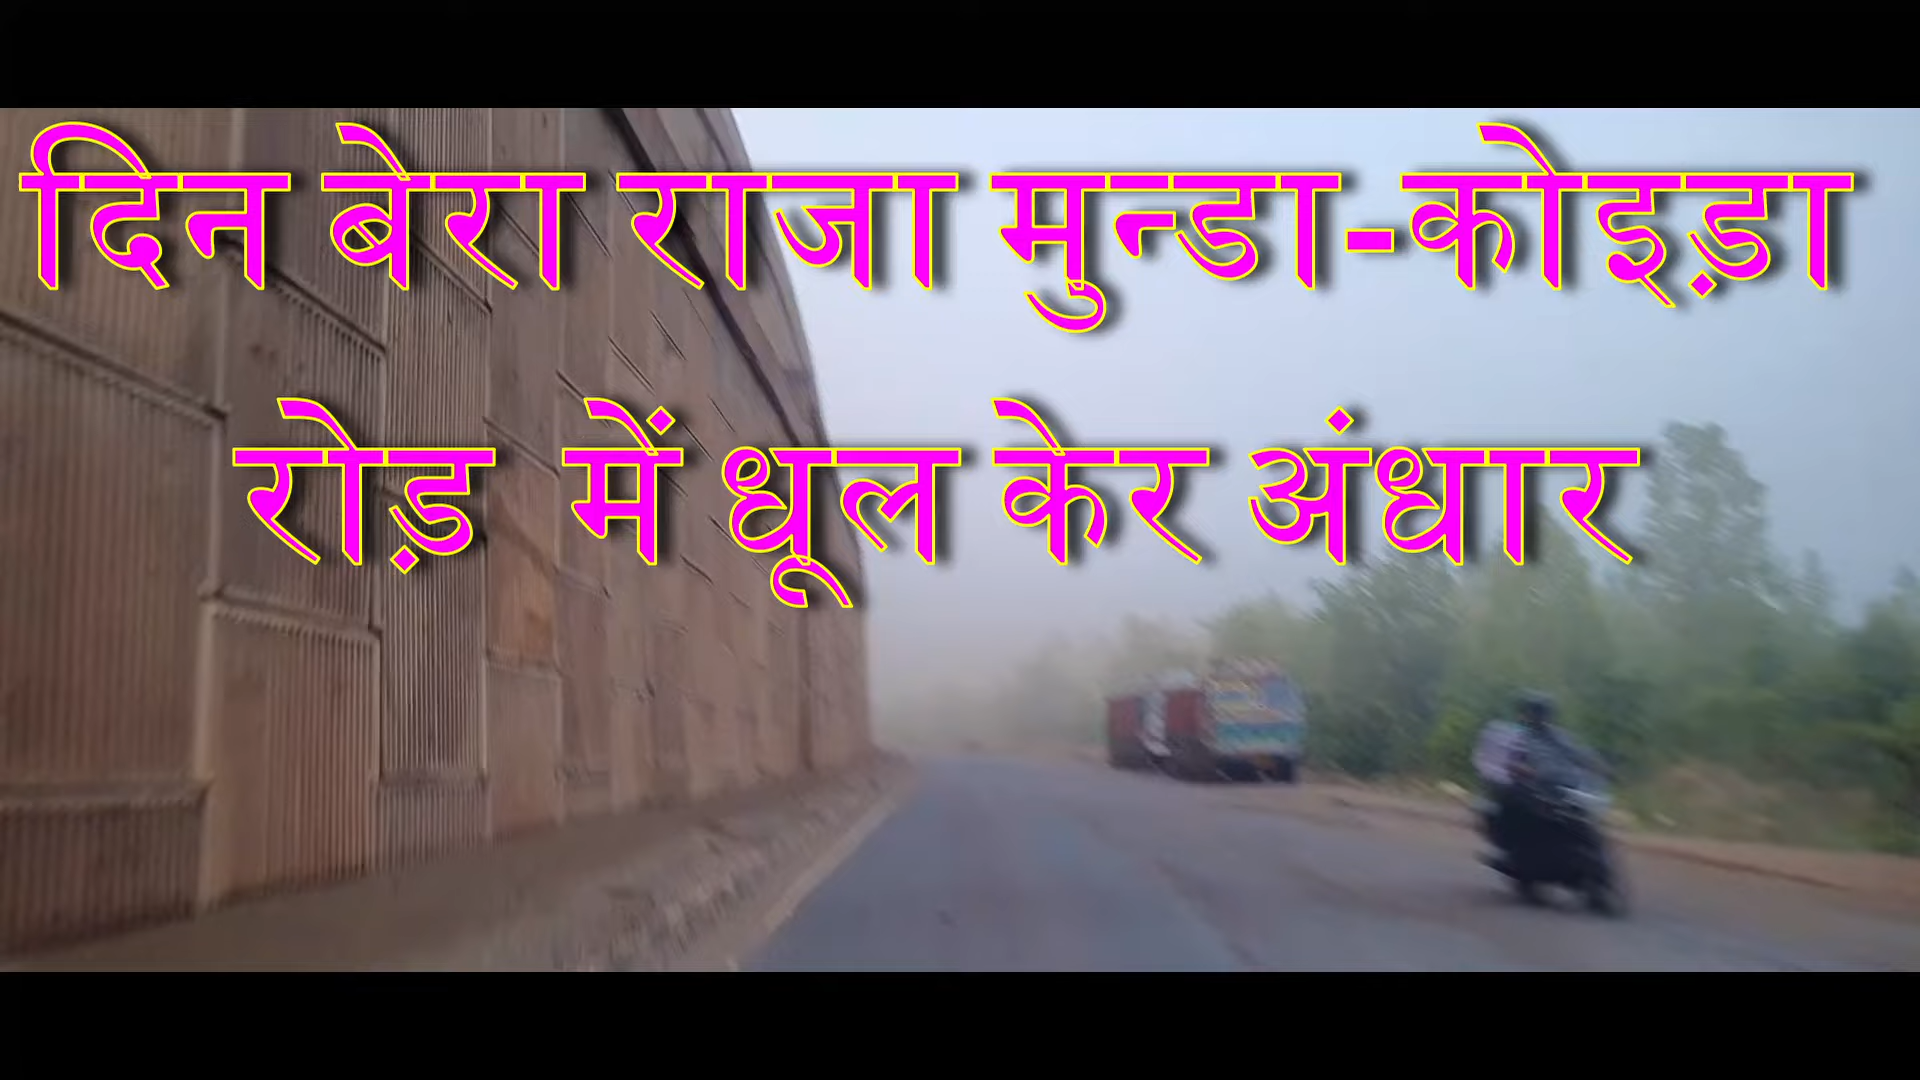 दिन बेरा राजा मुन्डा-कोइड़ा
रोड़ में धूल केर अंधार